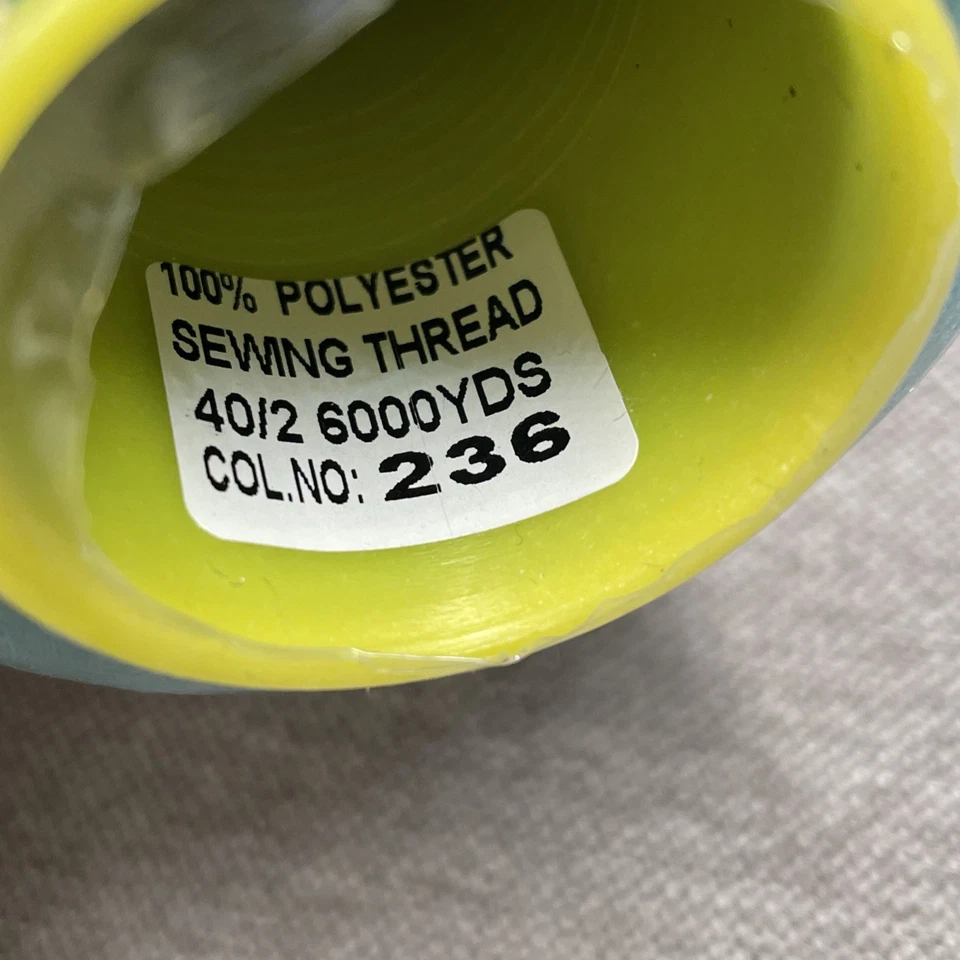 100% POLYESTER
SEWING THREAD
40/2 6000YDS
COL.NO: 236